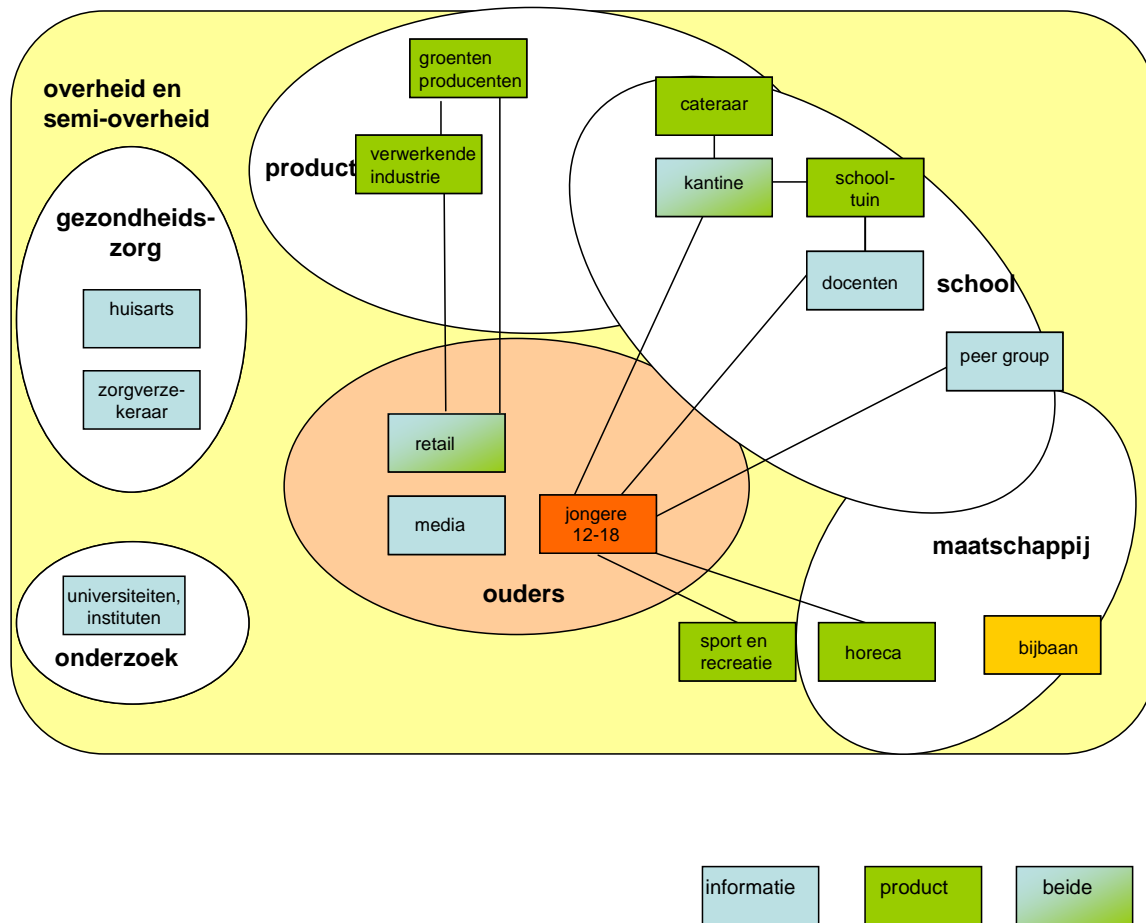 groenten
producenten
overheid en
semi-overheid
cateraar
product
verwerkende
industrie
kantine
school-
tuin
gezondheids-
zorg
docenten
school
huisarts
peer group
zorgverze-
keraar
retail
media
jongere
12-18
maatschappij
ouders
universiteiten,
instituten
onderzoek
sport en
recreatie
horeca
bijbaan
informatie
product
beide